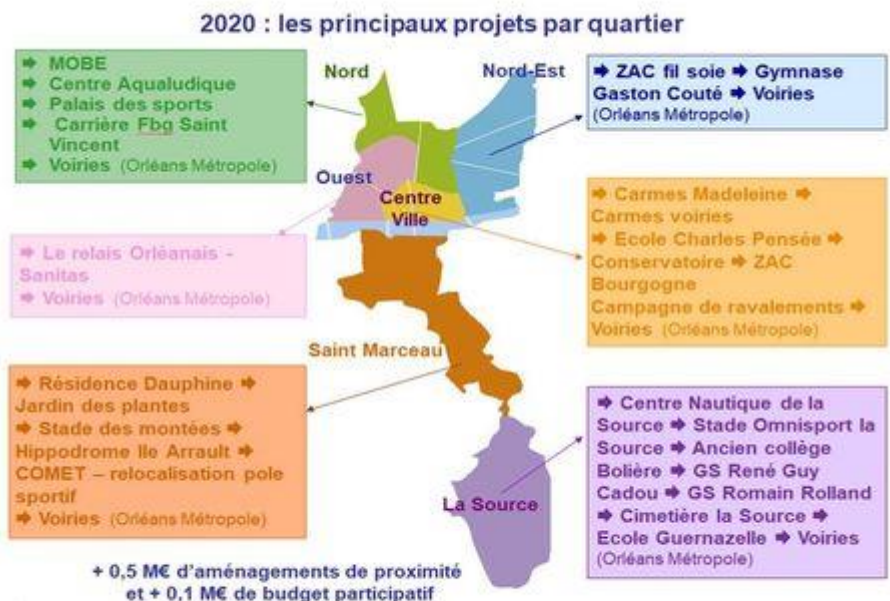 2020 : les principaux projets par quartier
➡ MOBE
➡ Centre Aqualudique
➡ Palais des sports
➡ Carrière Fbg Saint
Vincent
➡ Voiries (Orléans Métropole)
Nord
Nord-Est
➡ ZAC fil soie ➡ Gymnase
Gaston Couté ➡ Voiries
(Orléans Métropole)
Ouest
Centre
Ville
➡ Le relais Orléanais -
Sanitas
➡ Voiries (Orléans Métropole)
➡ Carmes Madeleine ➡
Carmes voiries
➡ Ecole Charles Pensée ➡
Conservatoire ➡ ZAC
Bourgogne
Campagne de ravalements ➡
Voiries (Orléans Métropole)
Saint Marceau
➡ Résidence Dauphine ➡
Jardin des plantes
➡ Stade des montées ➡
Hippodrome Ile Arrault ➡
COMET – relocalisation pole
sportif
➡ Voiries (Orléans Métropole)
La Source
➡ Centre Nautique de la
Source ➡ Stade Omnisport la
Source ➡ Ancien collège
Bolière ➡ GS René Guy
Cadou ➡ GS Romain Rolland
➡ Cimetière la Source ➡
Ecole Guernazelle ➡ Voiries
(Orléans Métropole)
+ 0,5 M€ d'aménagements de proximité
et + 0,1 M€ de budget participatif